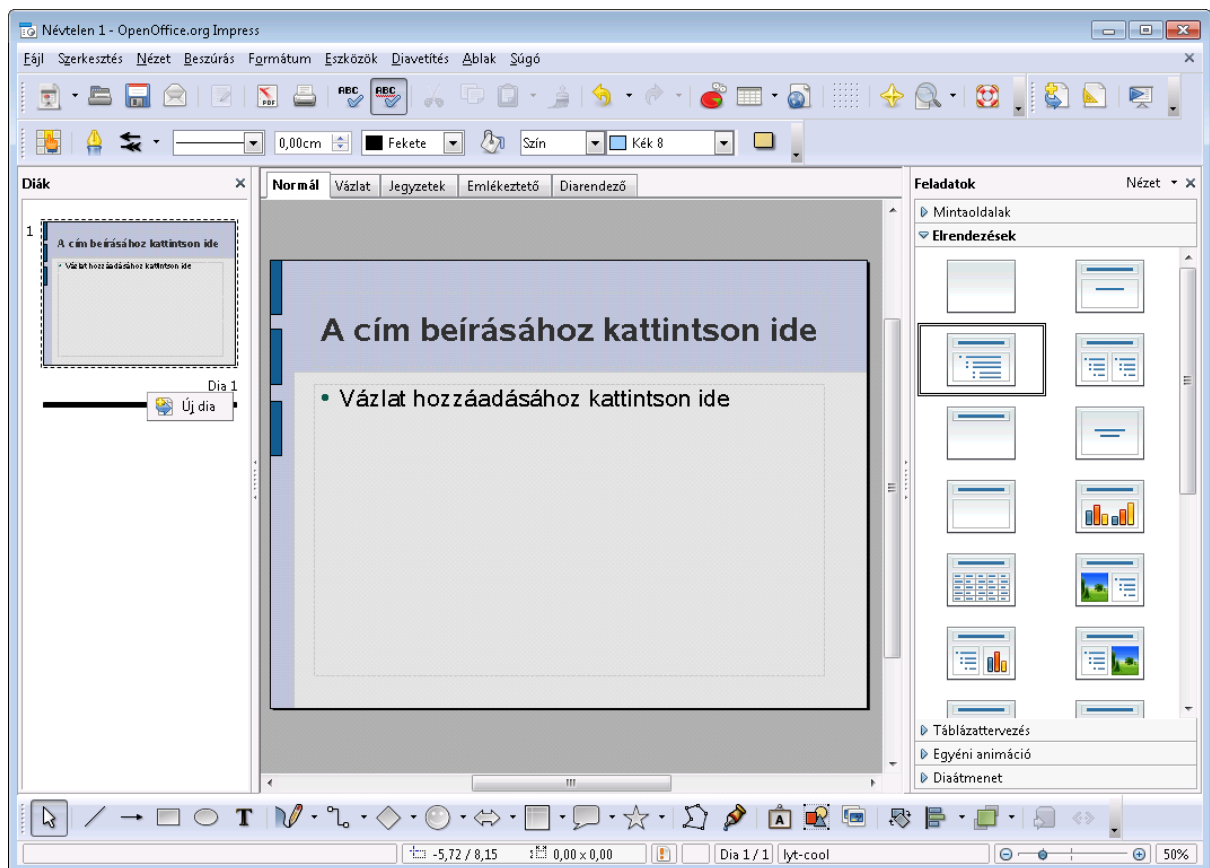 Névtelen 1 - OpenOffice.org Impress
Fájl Szerkesztés Nézet Beszúrás Formátum Eszközök Diavetítés Ablak Súgó
PDF ABC ABC
0,00cm Fekete Szín Kék 8
Diák
Normál Vázlat Jegyzetek Emlékeztető Diarendező
Feladatok Nézet
Mintaoldalak
Elrendezések
1
A cím beírásához kattintson ide
Vázlat hozzáadásához kattintson ide
Dia 1
Új dia
A cím beírásához kattintson ide
• Vázlat hozzáadásához kattintson ide
Táblázattervezés
Egyéni animáció
Diaátmenet
T A
-5,72 / 8,15 0,00 x 0,00 Dia 1 / 1 lyt-cool 50%